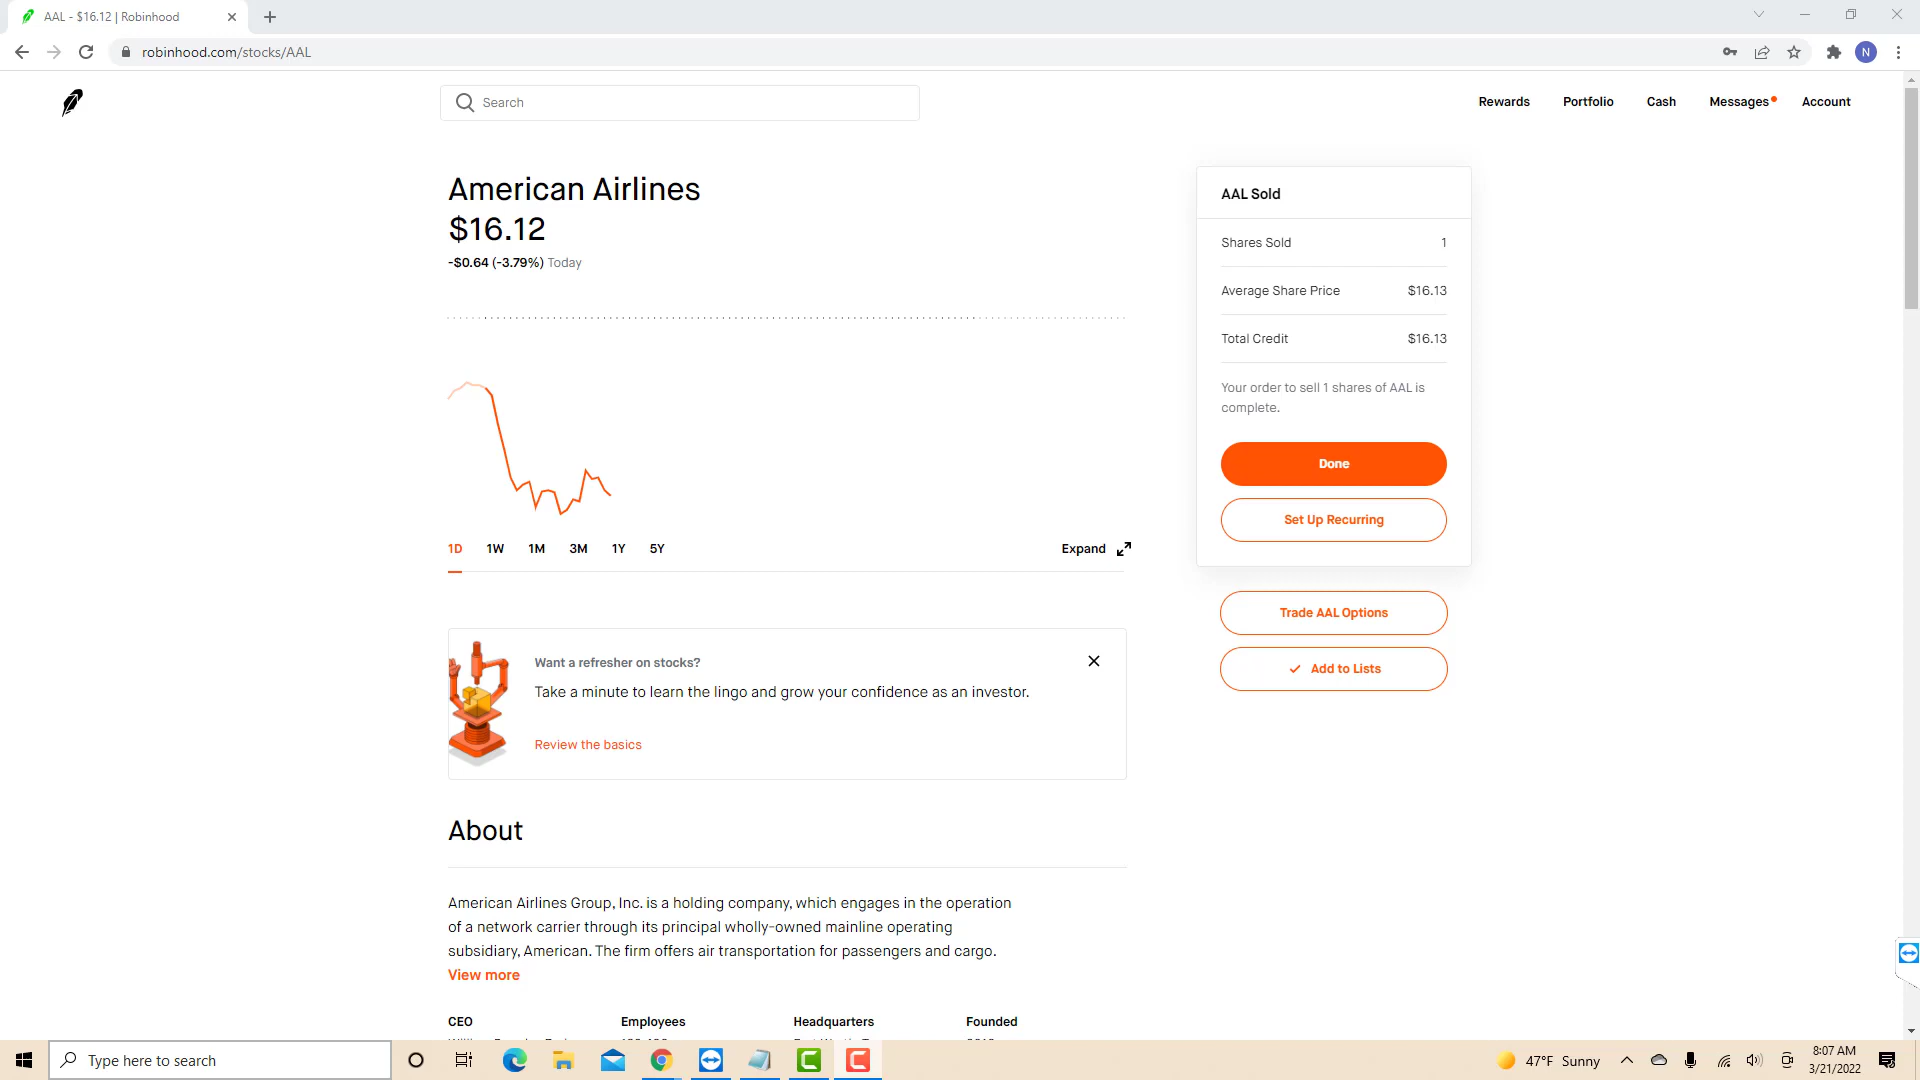 AAL - $16.12 | Robinhood
robinhood.com/stocks/AAL
N
Search
Rewards
Portfolio
Cash
Messages
Account
American Airlines
$16.12
-$0.64 (-3.79%) Today
1D
1W
1M
3M
1Y
5Y
Expand
AAL Sold
Shares Sold 1
Average Share Price $16.13
Total Credit $16.13
Your order to sell 1 shares of AAL is
complete.
Done
Set Up Recurring
Trade AAL Options
Add to Lists
Want a refresher on stocks?
Take a minute to learn the lingo and grow your confidence as an investor.
Review the basics
About
American Airlines Group, Inc. is a holding company, which engages in the operation
of a network carrier through its principal wholly-owned mainline operating
subsidiary, American. The firm offers air transportation for passengers and cargo.
View more
CEO
Employees
Headquarters
Founded
Type here to search
47°F Sunny
8:07 AM
3/21/2022